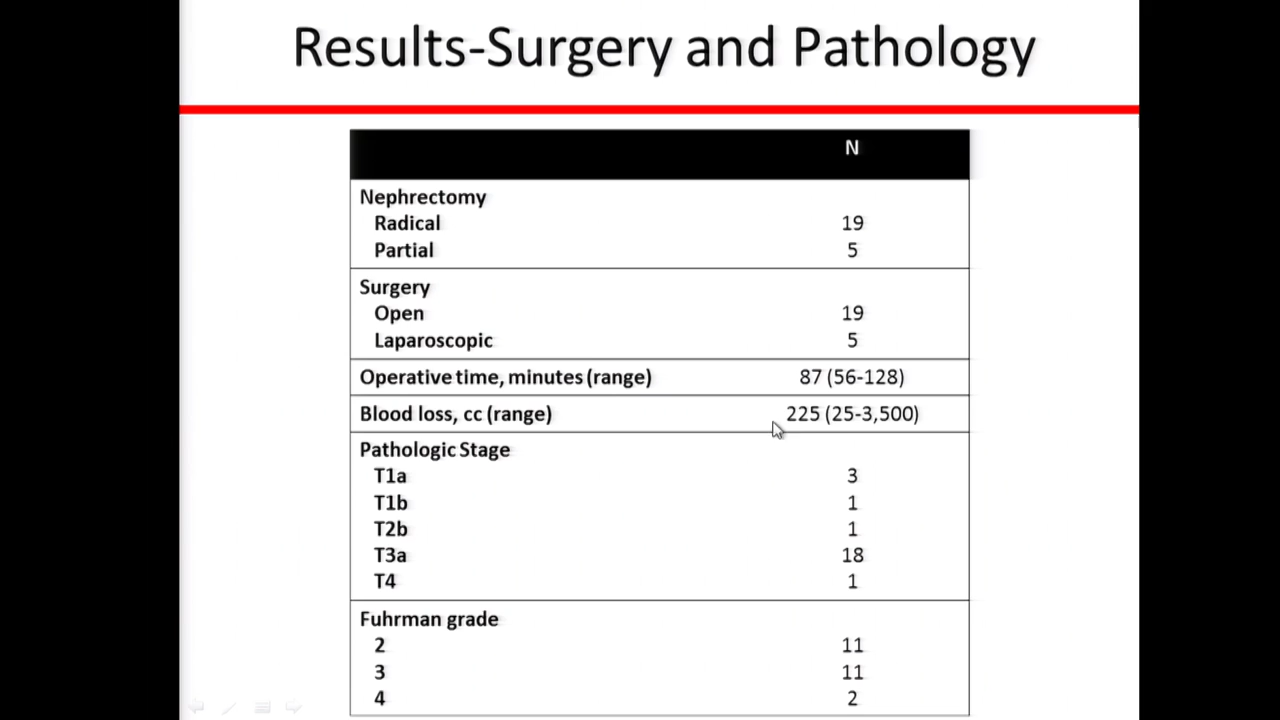 Results-Surgery and Pathology
N
Nephrectomy
Radical 19
Partial 5
Surgery
Open 19
Laparoscopic 5
Operative time, minutes (range) 87 (56-128)
Blood loss, cc (range) 225 (25-3,500)
Pathologic Stage
T1a 3
T1b 1
T2b 1
T3a 18
T4 1
Fuhrman grade
2 11
3 11
4 2